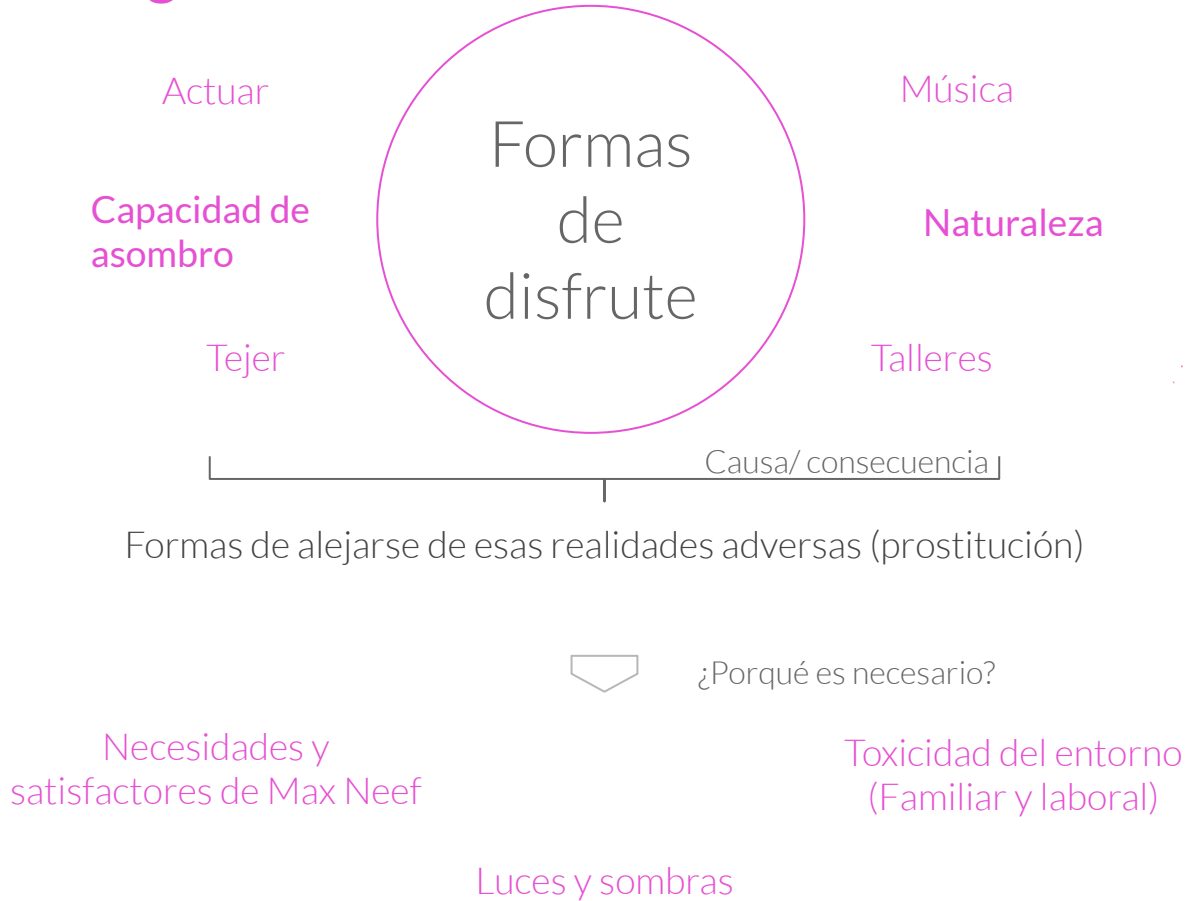 Actuar
Música
Formas
de
disfrute
Capacidad de
asombro
Naturaleza
Tejer
Talleres
Causa/ consecuencia
Formas de alejarse de esas realidades adversas (prostitución)
¿Porqué es necesario?
Necesidades y
satisfactores de Max Neef
Toxicidad del entorno
(Familiar y laboral)
Luces y sombras